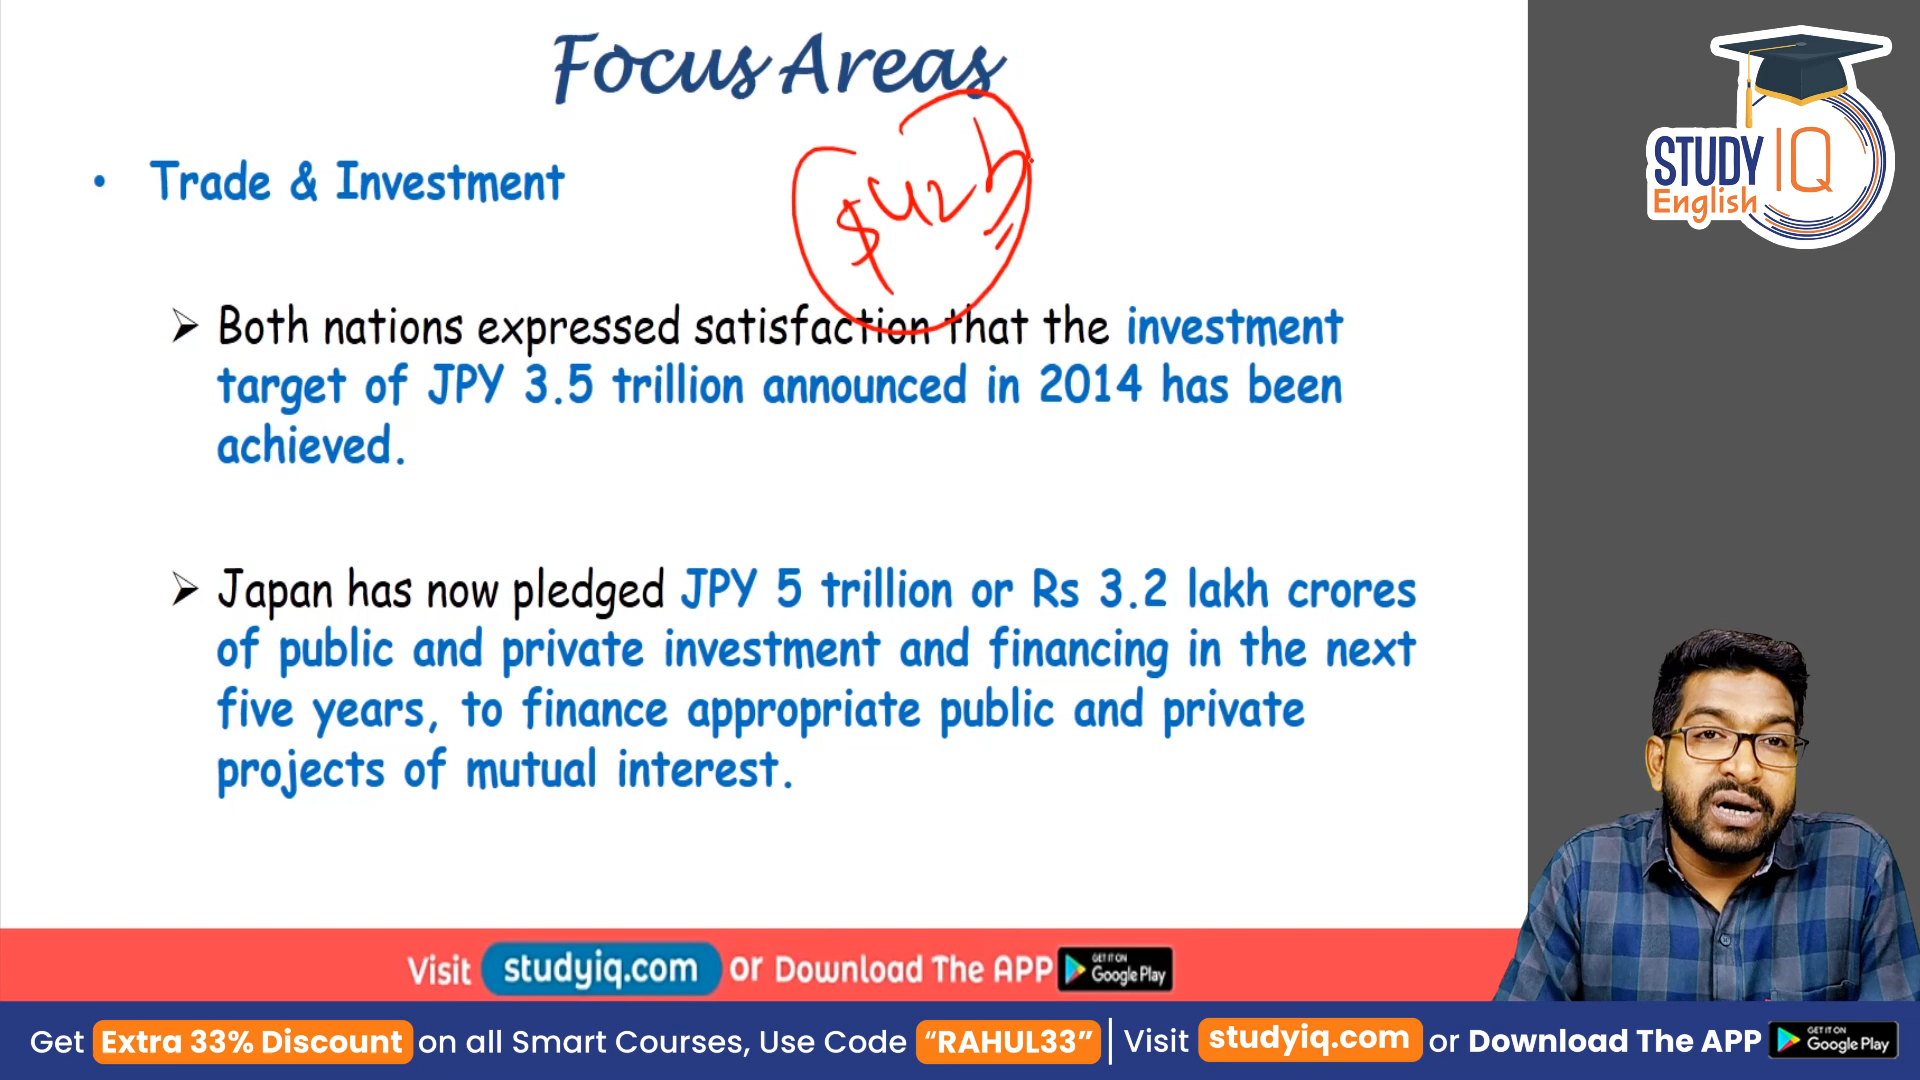 Focus Areas
• Trade & Investment
$42b
STUDY IQ
English
➢ Both nations expressed satisfaction that the investment
target of JPY 3.5 trillion announced in 2014 has been
achieved.
➢ Japan has now pledged JPY 5 trillion or Rs 3.2 lakh crores
of public and private investment and financing in the next
five years, to finance appropriate public and private
projects of mutual interest.
Visit studyiq.com or Download The APP GET IT ON Google Play
Get Extra 33% Discount on all Smart Courses, Use Code “RAHUL33” | Visit studyiq.com or Download The APP GET IT ON Google Play